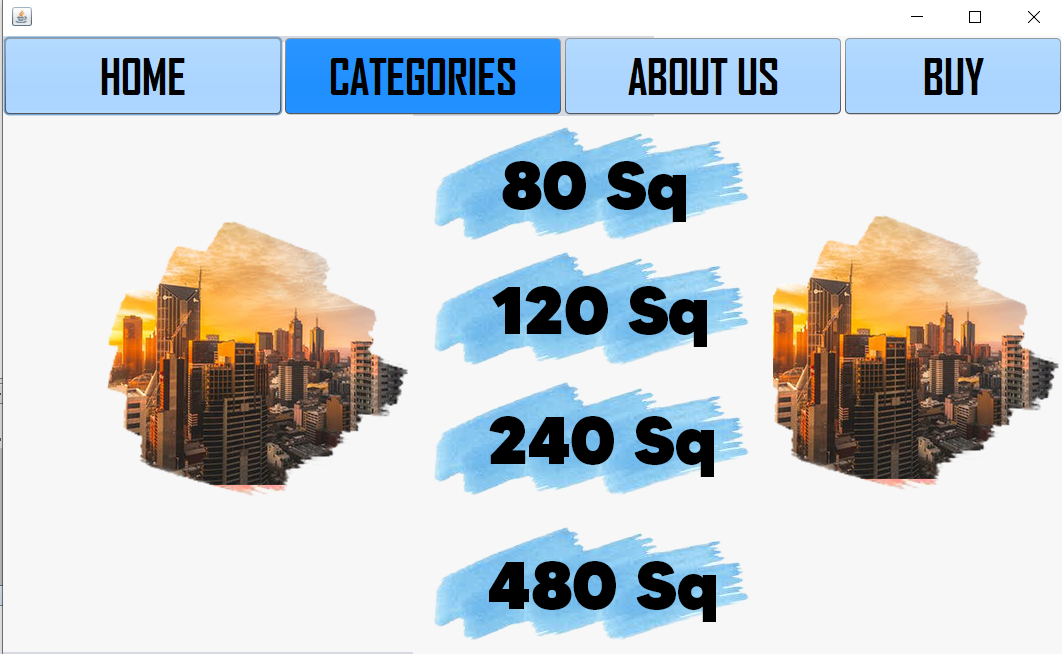 HOME CATEGORIES ABOUT US BUY
80 Sq
120 Sq
240 Sq
480 Sq